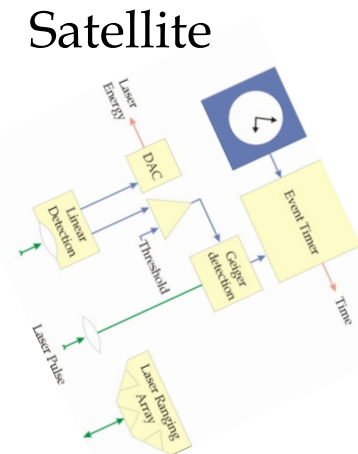 Satellite
Laser
Energy
DAC
Linear
Detection
Threshold
Event Timer
Geiger
detection
Time
Laser Pulse
Laser Ranging
Array